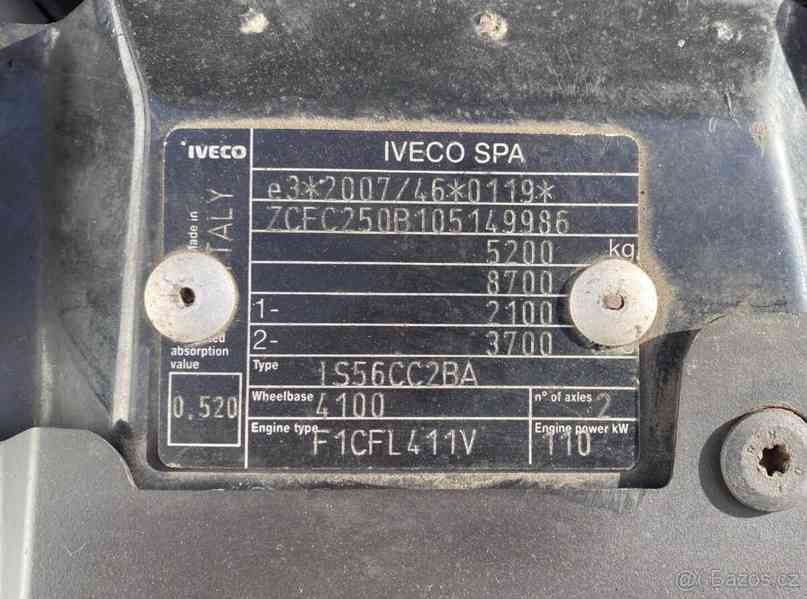 IVECO
IVECO SPA
e3*2007/46*0119*
ZCFC250B105149986
5200 kg
8700
1- 2100
2- 3700
Made in ITALY
absorption
value
0.520
Type IS56CC2BA
Wheelbase 4100 n° of axles 2
Engine type F1CFL411V Engine power kW 110
@Bazos.cz